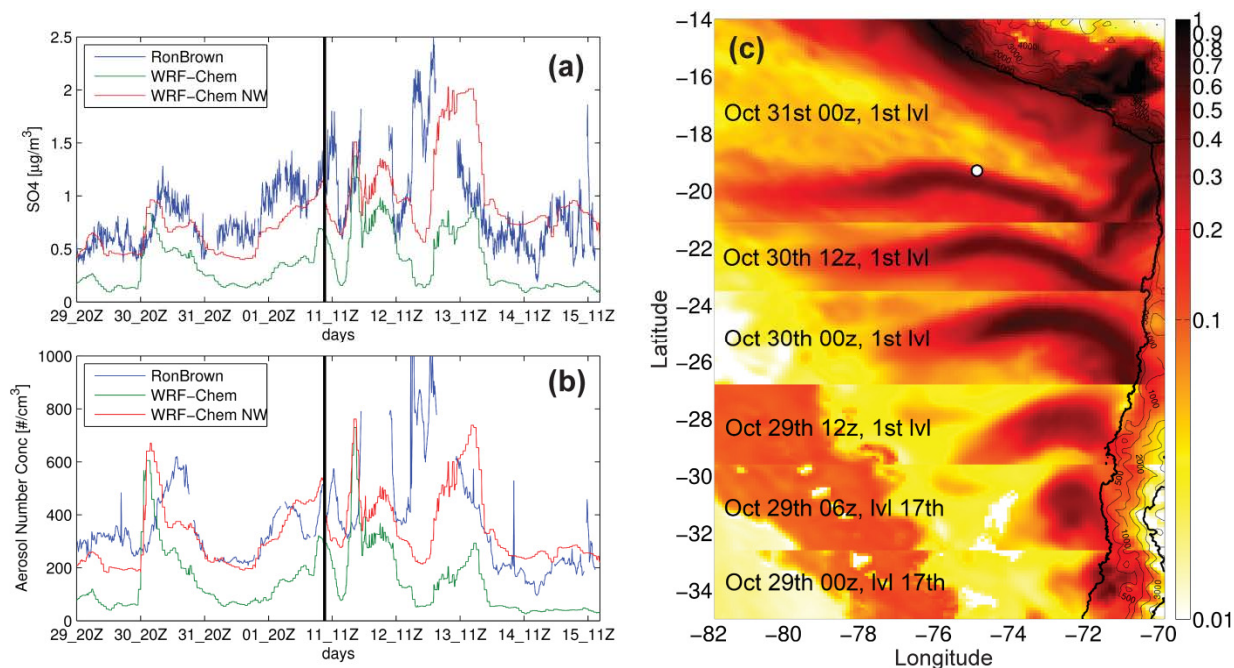 2.5
2
1.5
1
0.5
0
SO4 [µg/m³]
RonBrown
WRF-Chem
WRF-Chem NW
(a)
29_20Z 30_20Z 31_20Z 01_20Z 11_11Z 12_11Z 13_11Z 14_11Z 15_11Z
days
1000
800
600
400
200
0
Aerosol Number Conc [#/cm³]
RonBrown
WRF-Chem
WRF-Chem NW
(b)
29_20Z 30_20Z 31_20Z 01_20Z 11_11Z 12_11Z 13_11Z 14_11Z 15_11Z
days
(c)
-14
-16
-18
-20
-22
-24
-26
-28
-30
-32
-34
Latitude
Oct 31st 00z, 1st lvl
Oct 30th 12z, 1st lvl
Oct 30th 00z, 1st lvl
Oct 29th 12z, 1st lvl
Oct 29th 06z, lvl 17th
Oct 29th 00z, lvl 17th
-82 -80 -78 -76 -74 -72 -70
Longitude
1
0.9
0.8
0.7
0.6
0.5
0.4
0.3
0.2
0.1
0.01